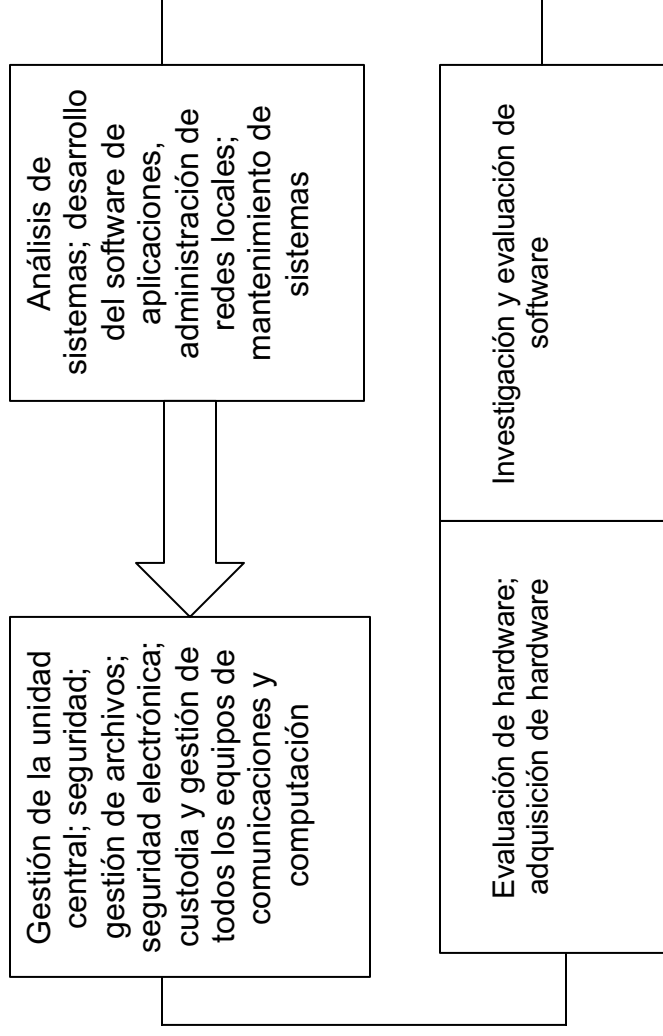 Gestión de la unidad
central; seguridad;
gestión de archivos;
seguridad electrónica;
custodia y gestión de
todos los equipos de
comunicaciones y
computación
Análisis de
sistemas; desarrollo
del software de
aplicaciones,
administración de
redes locales;
mantenimiento de
sistemas
Evaluación de hardware;
adquisición de hardware
Investigación y evaluación de
software